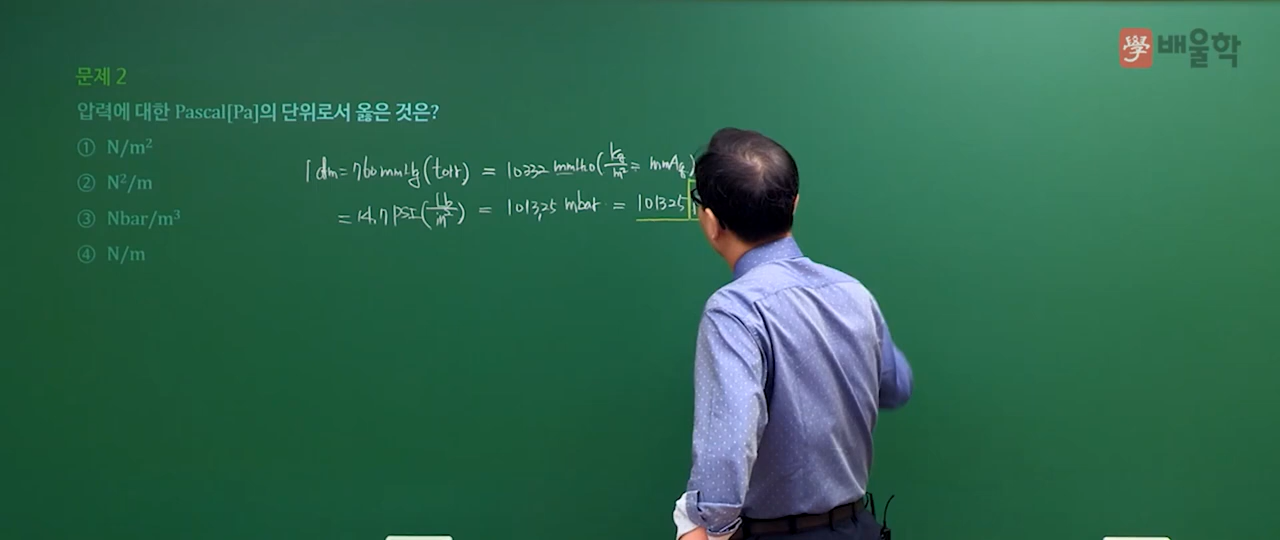 學 배울학
문제 2
압력에 대한 Pascal[Pa]의 단위로서 옳은 것은?
① N/m²
② N²/m
③ Nbar/m³
④ N/m
1 atm = 760 mmHg (torr) = 10332 mmH₂O (kg/m² = mmAq)
= 14.7 PSI (lb/in²) = 1013.25 mbar = 101325